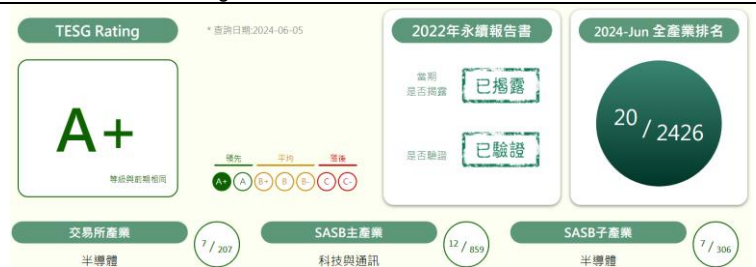 TESG Rating
* 查詢日期:2024-06-05
2022年永續報告書
2024-Jun 全產業排名
A+
等級與前期相同
領先
平均
落後
A+ A B+ B B- C C-
當期
是否揭露
已揭露
是否驗證
已驗證
20 / 2426
交易所產業
7 / 207
半導體
SASB主產業
12 / 859
科技與通訊
SASB子產業
7 / 306
半導體